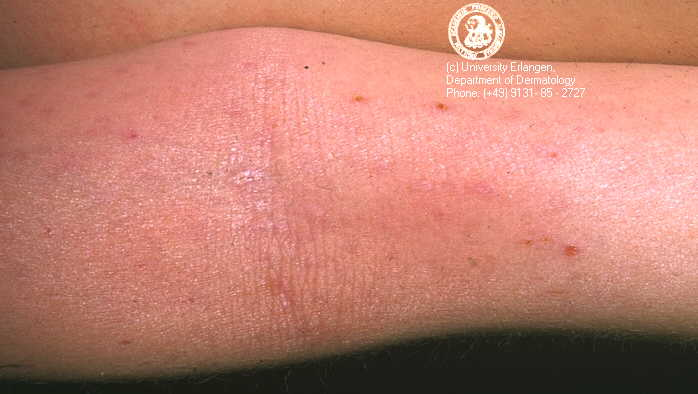 (c) University Erlangen,
Department of Dermatology
Phone: (+49) 9131- 85 - 2727